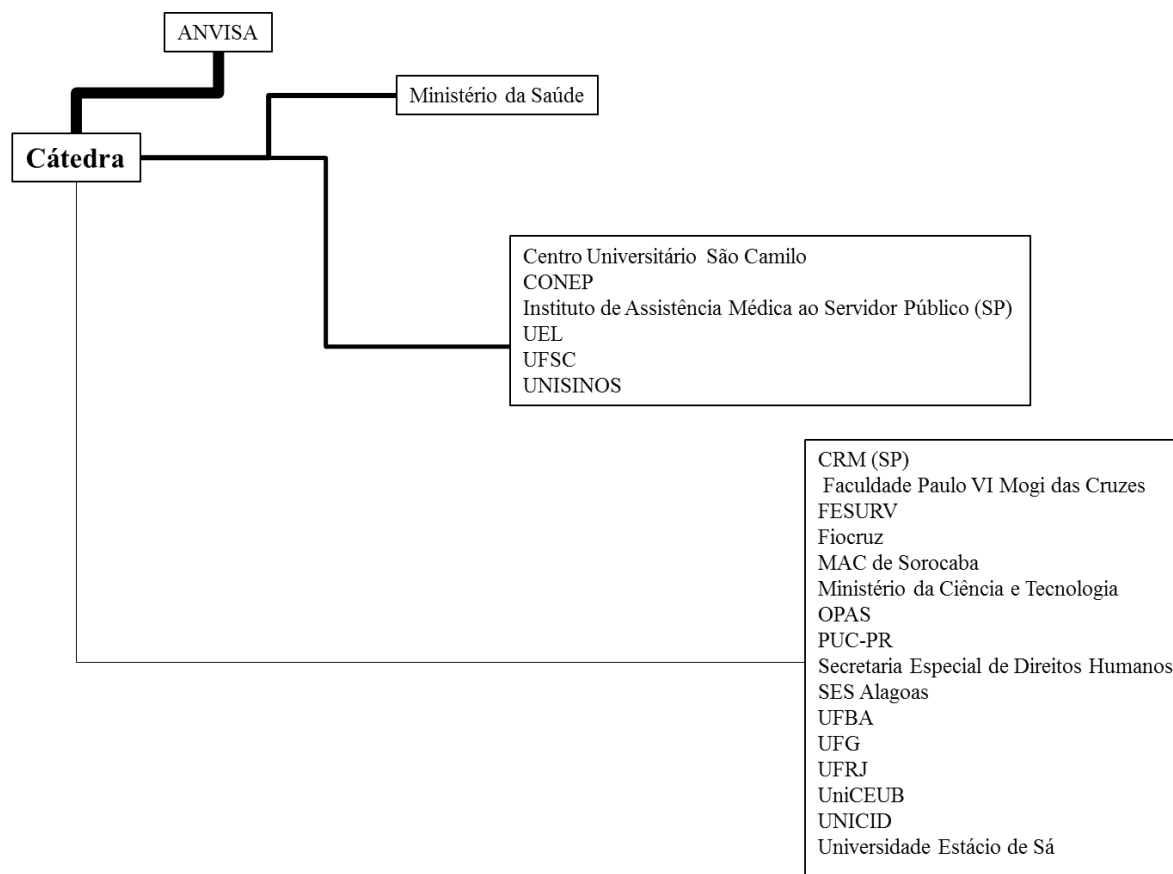 ANVISA
Ministério da Saúde
Cátedra
Centro Universitário São Camilo
CONEP
Instituto de Assistência Médica ao Servidor Público (SP)
UEL
UFSC
UNISINOS
CRM (SP)
Faculdade Paulo VI Mogi das Cruzes
FESURV
Fiocruz
MAC de Sorocaba
Ministério da Ciência e Tecnologia
OPAS
PUC-PR
Secretaria Especial de Direitos Humanos
SES Alagoas
UFBA
UFG
UFRJ
UniCEUB
UNICID
Universidade Estácio de Sá